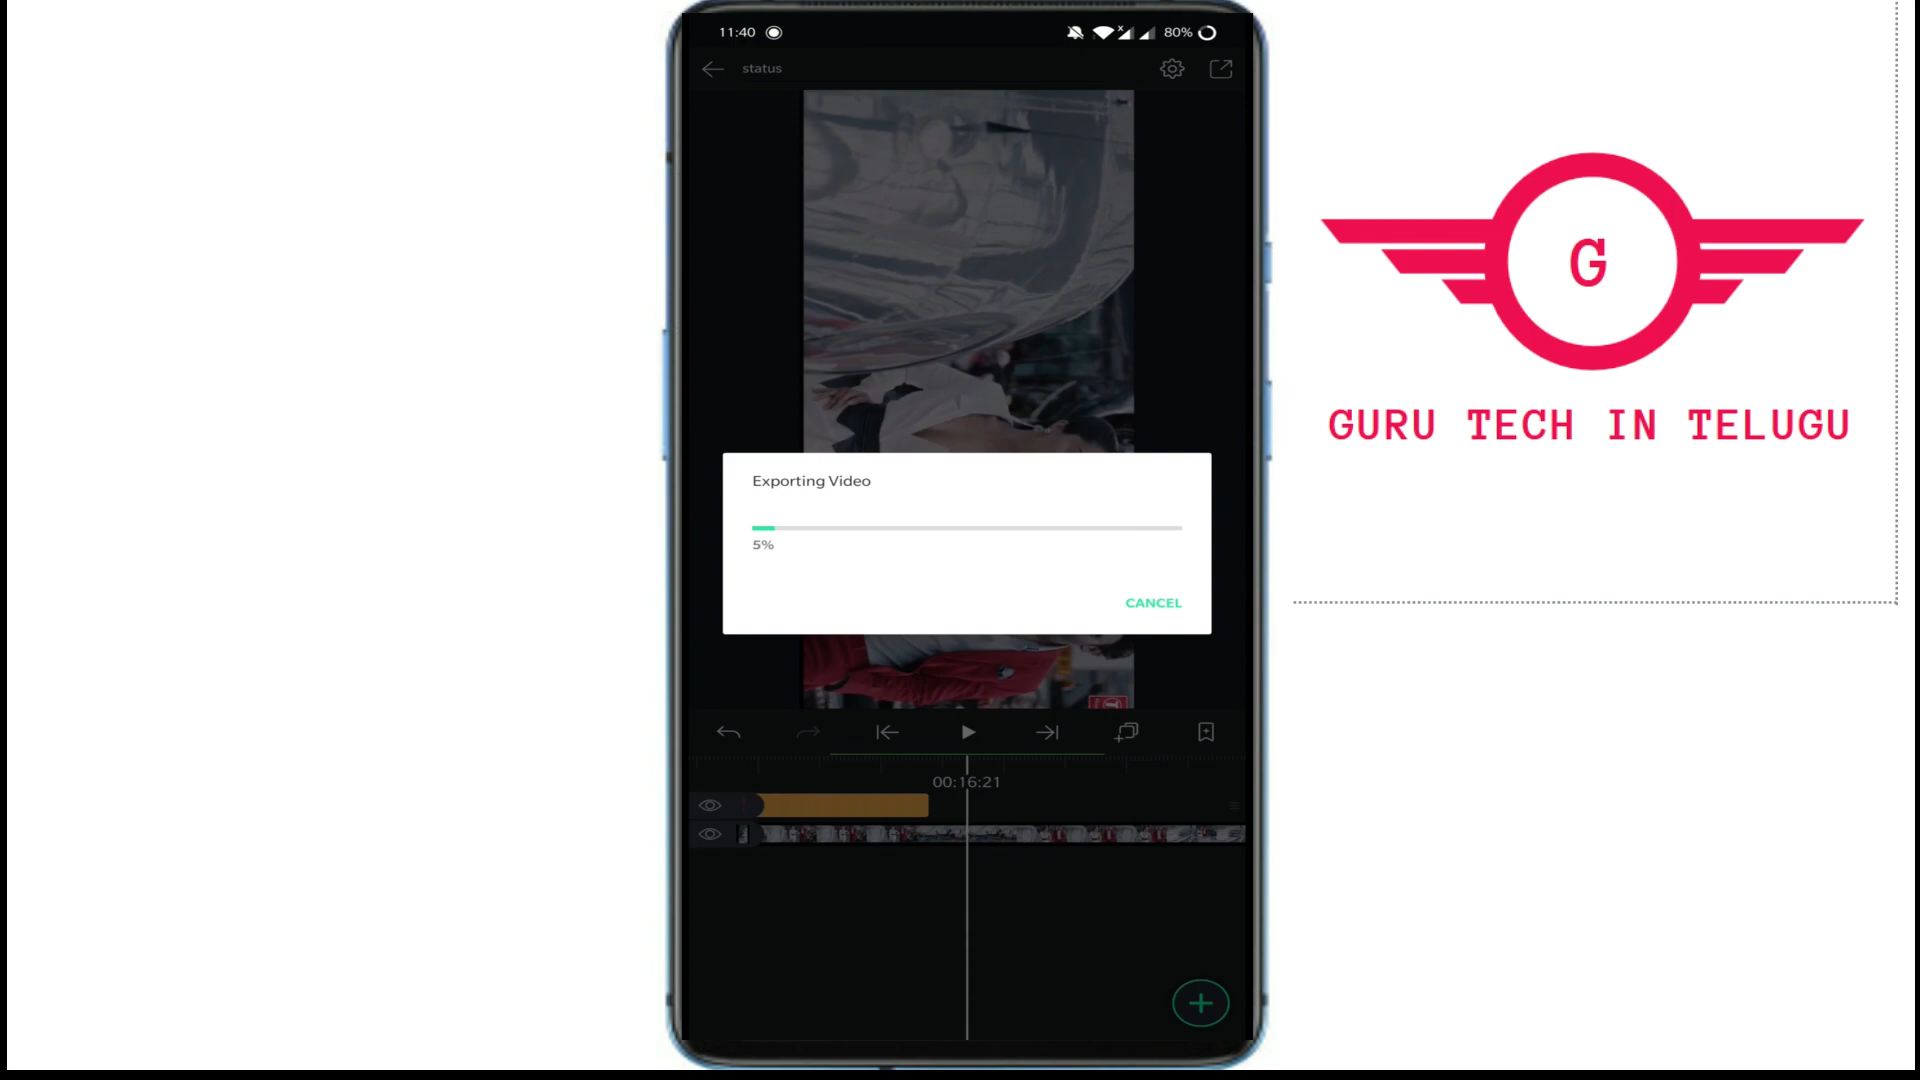 11:40
80%
status
Exporting Video
5%
CANCEL
00:16:21
G
GURU TECH IN TELUGU